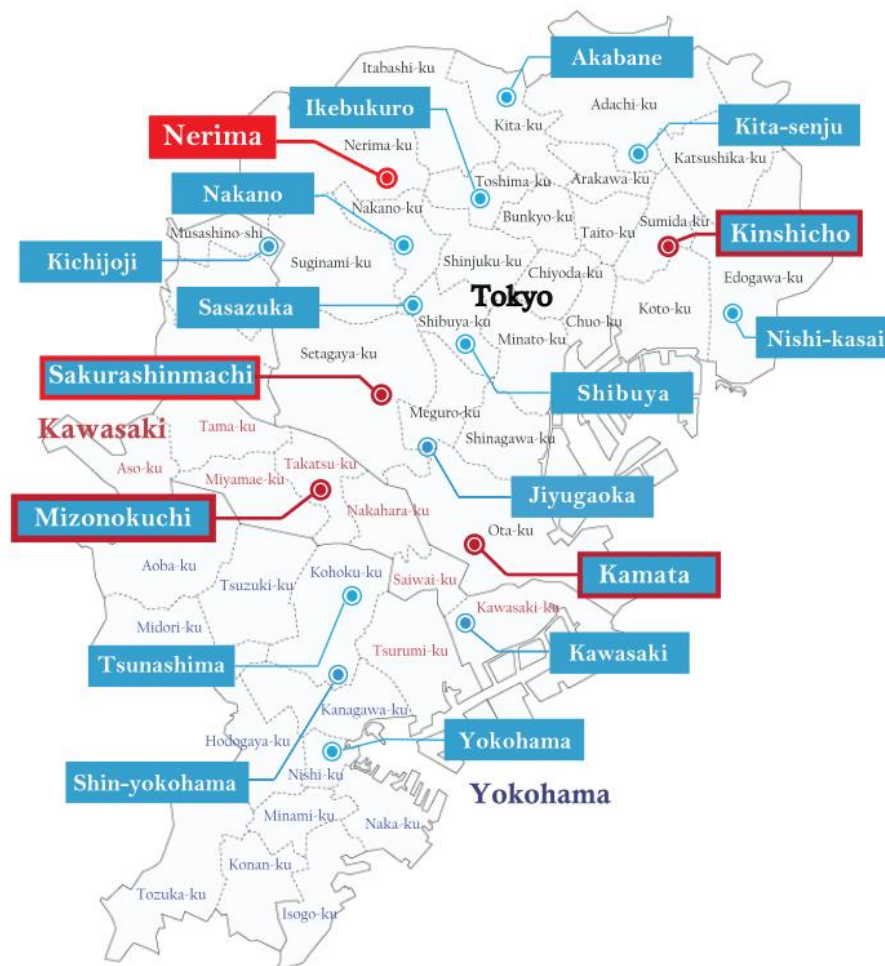 Akabane
Itabashi-ku
Ikebukuro
Adachi-ku
Kita-ku
Nerima
Nerima-ku
Kita-senju
Katsushika-ku
Toshima-ku
Arakawa-ku
Nakano
Nakano-ku
Bunkyo-ku
Taito-ku
Sumida-ku
Musashino-shi
Kinshicho
Kichijoji
Suginami-ku
Shinjuku-ku
Chiyoda-ku
Edogawa-ku
Tokyo
Sasazuka
Koto-ku
Shibuya-ku
Chuo-ku
Minato-ku
Nishi-kasai
Setagaya-ku
Sakurashinmachi
Shibuya
Meguro-ku
Kawasaki
Tama-ku
Shinagawa-ku
Aso-ku
Takatsu-ku
Miyamae-ku
Jiyugaoka
Nakahara-ku
Mizonokuchi
Ota-ku
Aoba-ku
Tsuzuki-ku
Kohoku-ku
Saiwai-ku
Kamata
Kawasaki-ku
Midori-ku
Tsurumi-ku
Kawasaki
Tsunashima
Kanagawa-ku
Hodogaya-ku
Yokohama
Nishi-ku
Shin-yokohama
Yokohama
Minami-ku
Naka-ku
Konan-ku
Tozuka-ku
Isogo-ku